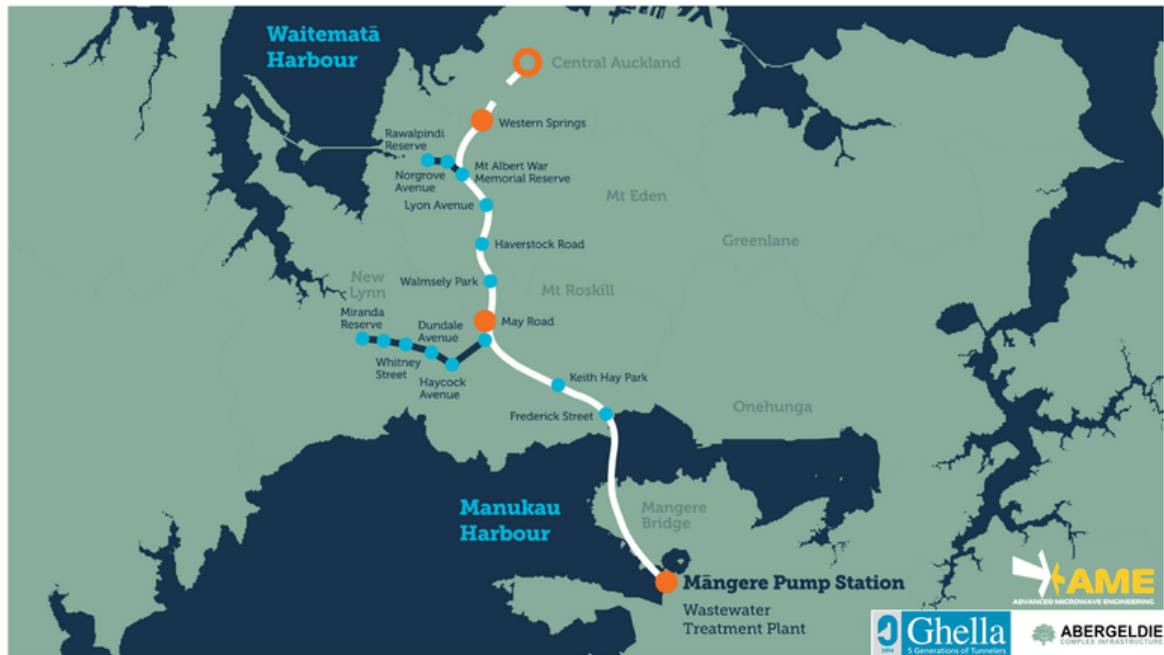 Waitematā
Harbour
Central Auckland
Western Springs
Rawalpindi
Reserve
Norgrove
Avenue
Mt Albert War
Memorial Reserve
Lyon Avenue
Mt Eden
Haverstock Road
Greenlane
New
Lynn
Walmsely Park
Mt Roskill
Miranda
Reserve
Dundale
Avenue
May Road
Whitney
Street
Haycock
Avenue
Keith Hay Park
Frederick Street
Onehunga
Manukau
Harbour
Mangere
Bridge
Māngere Pump Station
Wastewater
Treatment Plant
AME
ADVANCED MICROWAVE ENGINEERING
1894
Ghella
5 Generations of Tunnelers
ABERGELDIE
COMPLEX INFRASTRUCTURE